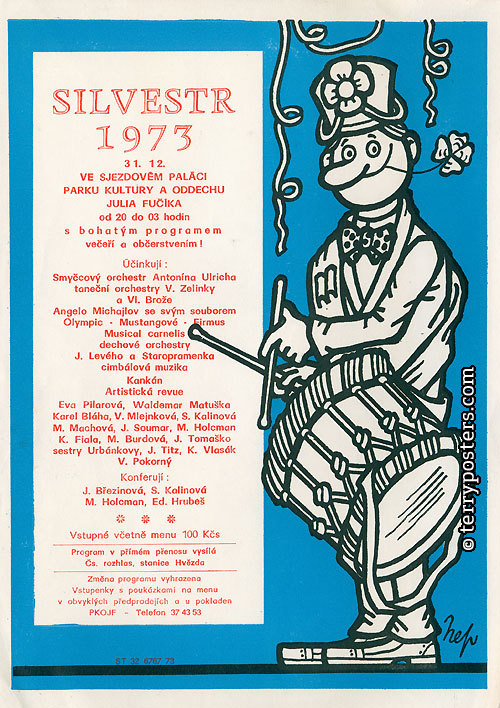 SILVESTR
1973
31. 12.
VE SJEZDOVÉM PALÁCI
PARKU KULTURY A ODDECHU
JULIA FUČÍKA
od 20 do 03 hodin
s bohatým programem
večeří a občerstvením!
Účinkují :
Smyčcový orchestr Antonína Ulricha
taneční orchestry V. Zelinky
a Vl. Brože
Angelo Michajlov se svým souborem
Olympic - Mustangové - Firmus
Musical carnelis
dechové orchestry
J. Levého a Staropramenka
cimbálová muzika
Kankán
Artistická revue
Eva Pilarová, Waldemar Matuška
Karel Bláha, V. Mlejnková, S. Kalinová
M. Machová, J. Soumar, M. Holcman
K. Fiala, M. Burdová, J. Tomaško
sestry Urbánkovy, J. Titz, K. Vlasák
V. Pokorný
Konferují :
J. Březinová, S. Kalinová
M. Holcman, Ed. Hrubeš
* * *
Vstupné včetně menu 100 Kčs
Program v přímém přenosu vysílá
Čs. rozhlas, stanice Hvězda
Změna programu vyhrazena
Vstupenky s poukázkami na menu
v obvyklých předprodejích a u pokladen
PKOJF - Telefon 37 43 53
ST 32 6767 73
© terryposters.com